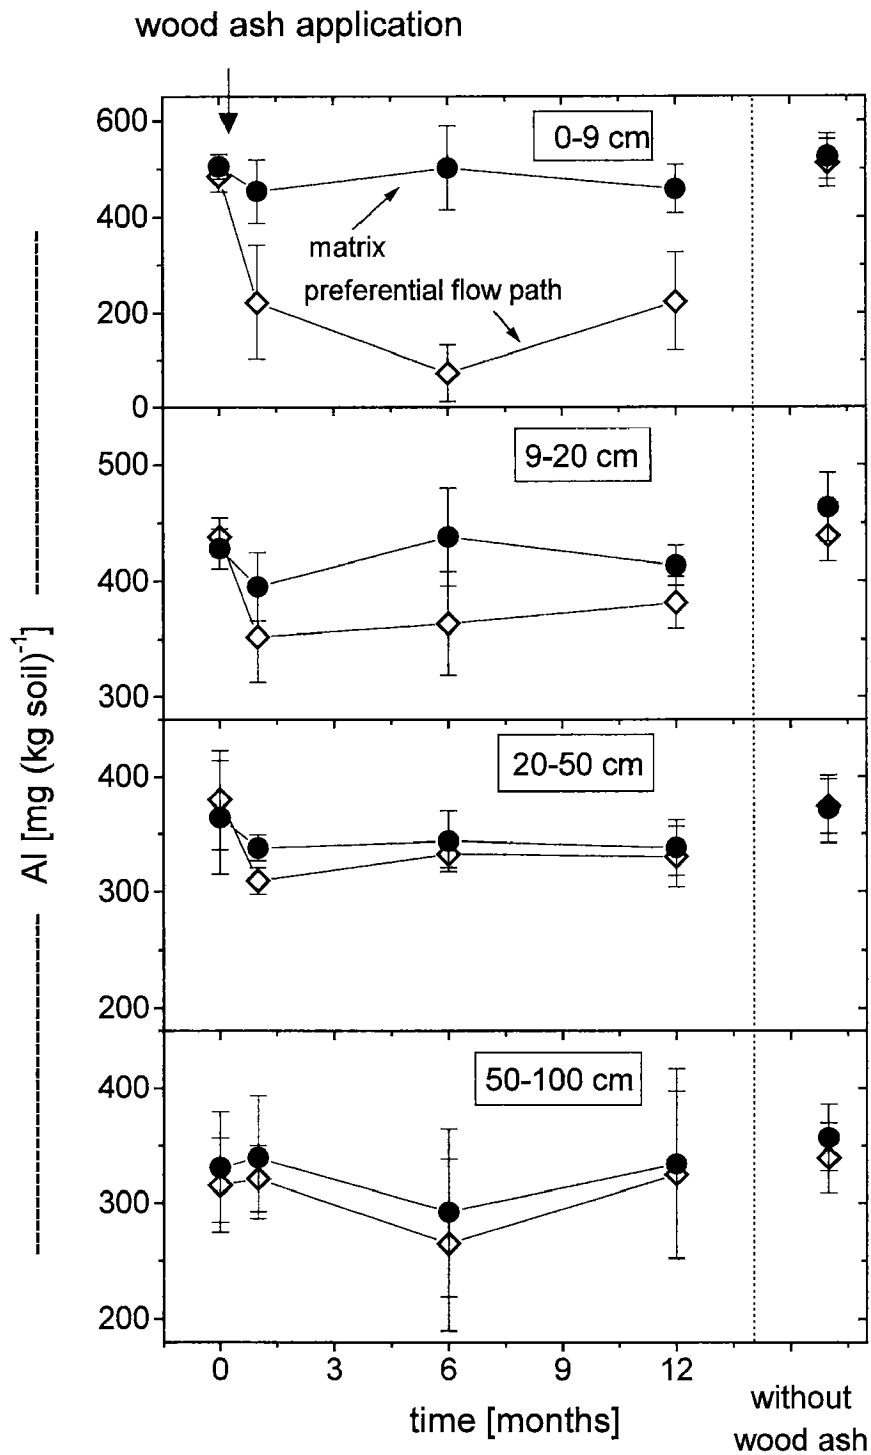 wood ash application
600
400
200
0
0-9 cm
matrix
preferential flow path
500
400
300
9-20 cm
400
300
200
20-50 cm
400
300
200
50-100 cm
Al [mg (kg soil)⁻¹]
0 3 6 9 12
time [months]
without
wood ash